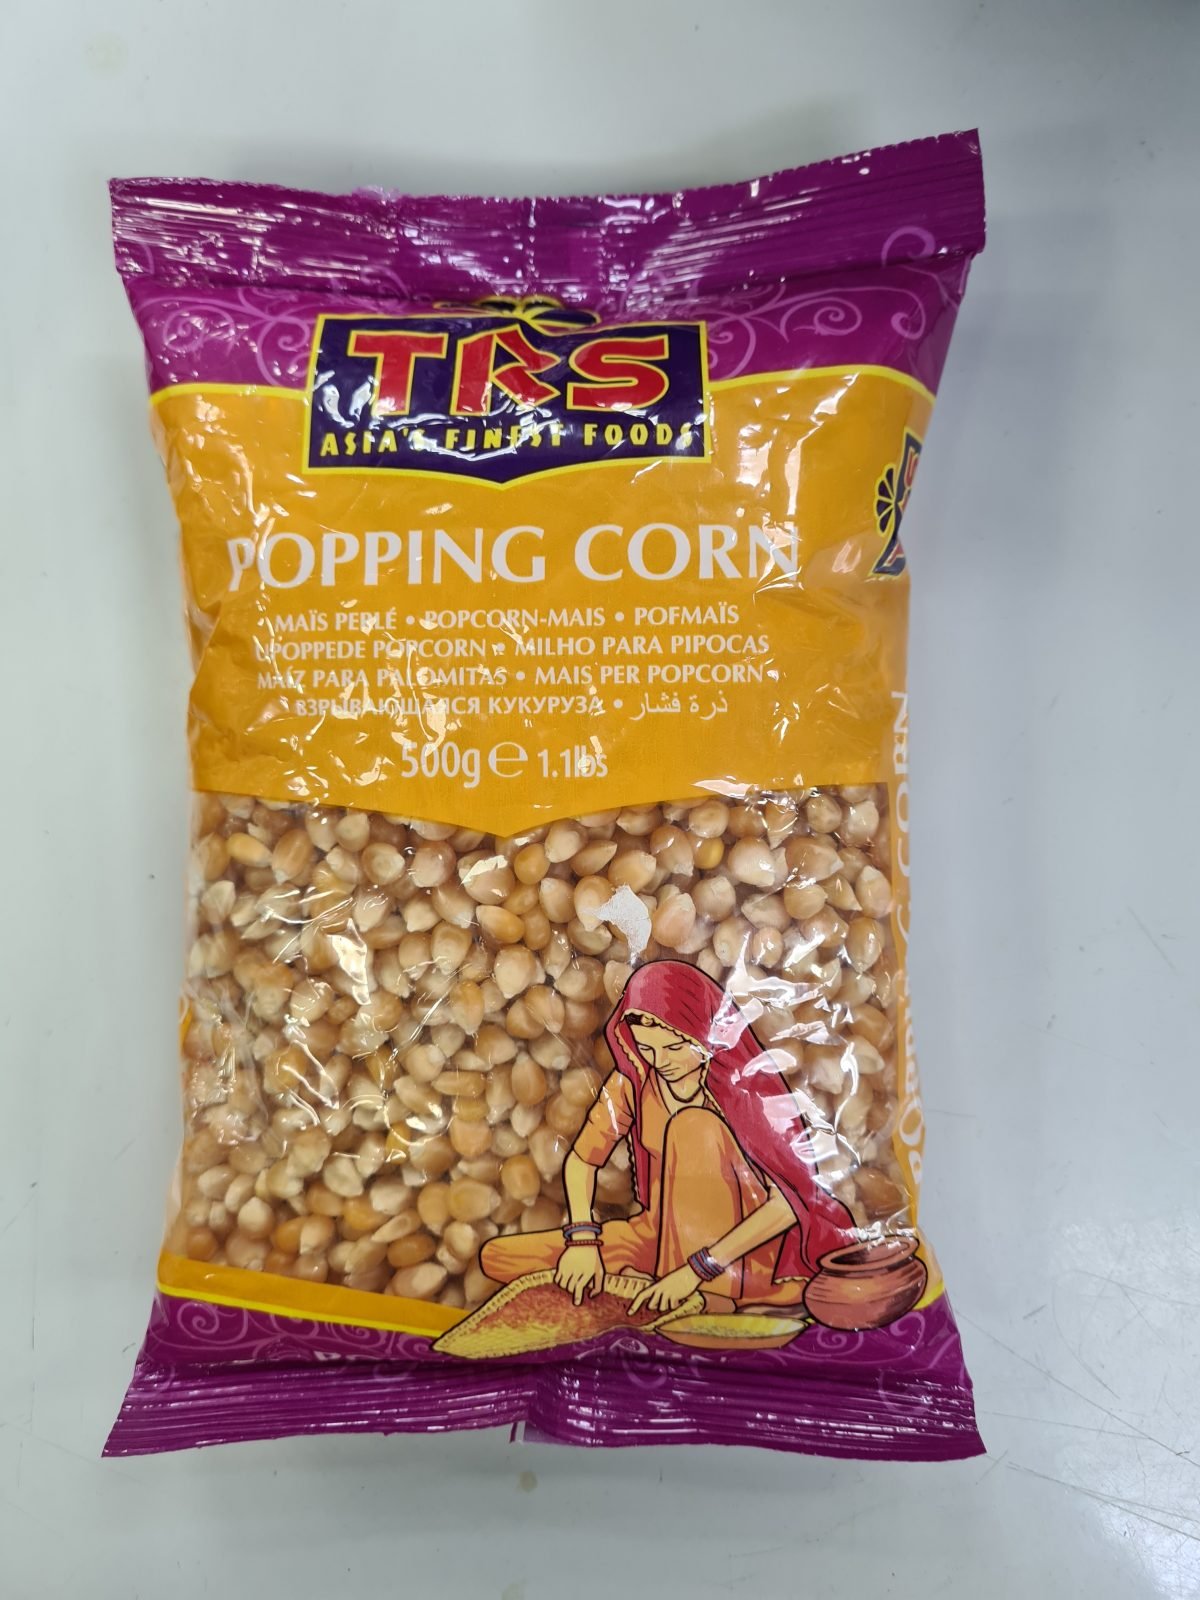 TRS
ASIA'S FINEST FOODS
POPPING CORN
MAÏS PERLÉ • POPCORN-MAIS • POFMAÏS
UPOPPEDE POPCORN • MILHO PARA PIPOCAS
MAÍZ PARA PALOMITAS • MAIS PER POPCORN •
ВЗРЫВАЮЩАЯСЯ КУКУРУЗА • ذرة فشار
500g ℮ 1.1lbs